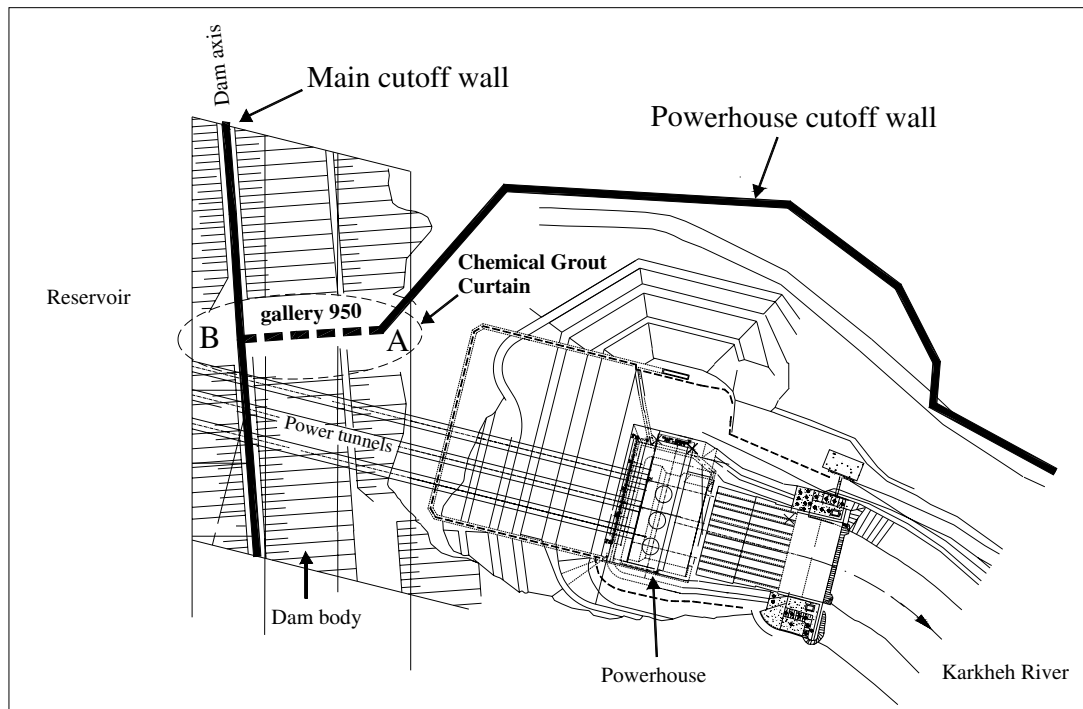 Dam axis
Main cutoff wall
Powerhouse cutoff wall
Chemical Grout
Curtain
Reservoir
gallery 950
B
A
Power tunnels
Dam body
Powerhouse
Karkheh River